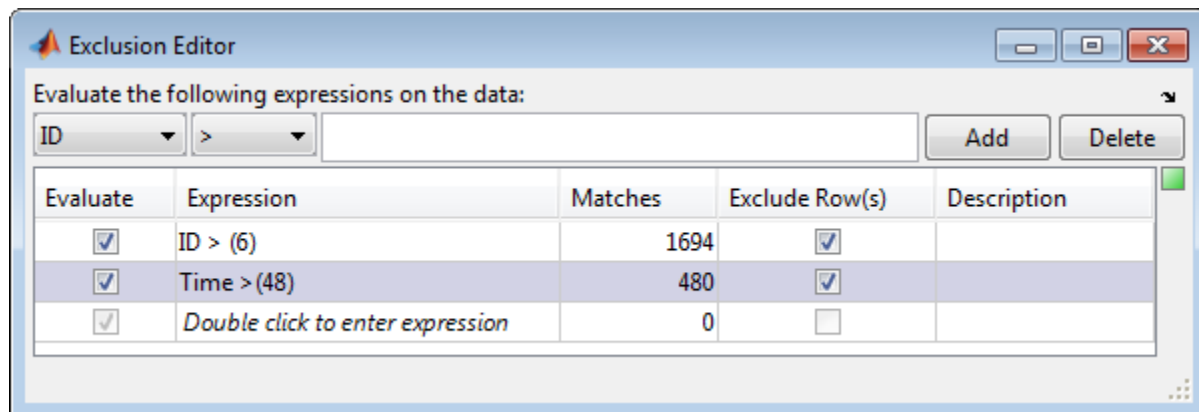 Exclusion Editor
Evaluate the following expressions on the data:
ID > Add Delete
Evaluate Expression Matches Exclude Row(s) Description
ID > (6) 1694
Time >(48) 480
Double click to enter expression 0